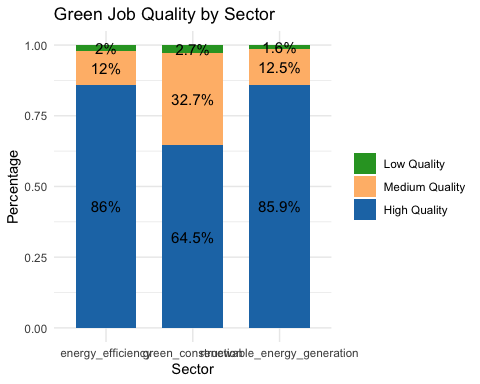 Green Job Quality by Sector
Percentage
1.00
0.75
0.50
0.25
0.00
2%
12%
86%
2.7%
32.7%
64.5%
1.6%
12.5%
85.9%
energy_efficiency
green_construction
renewable_energy_generation
Sector
Low Quality
Medium Quality
High Quality